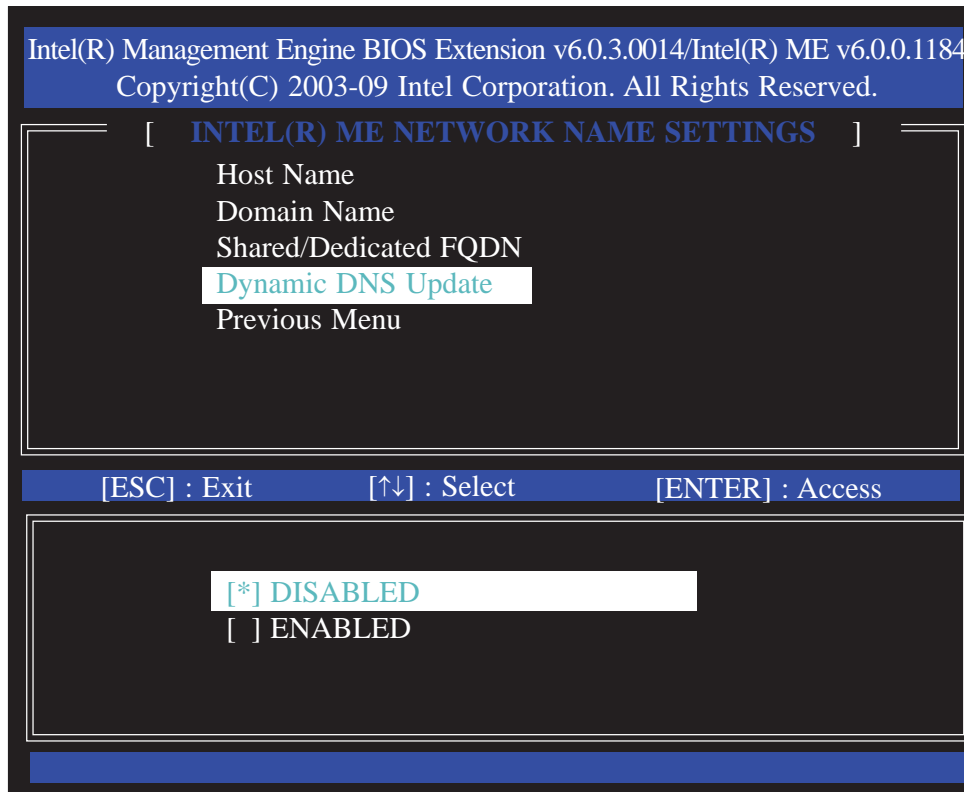 Intel(R) Management Engine BIOS Extension v6.0.3.0014/Intel(R) ME v6.0.0.1184
Copyright(C) 2003-09 Intel Corporation. All Rights Reserved.
[ INTEL(R) ME NETWORK NAME SETTINGS ]
Host Name
Domain Name
Shared/Dedicated FQDN
Dynamic DNS Update
Previous Menu
[ESC] : Exit [↑↓] : Select [ENTER] : Access
[*] DISABLED
[ ] ENABLED